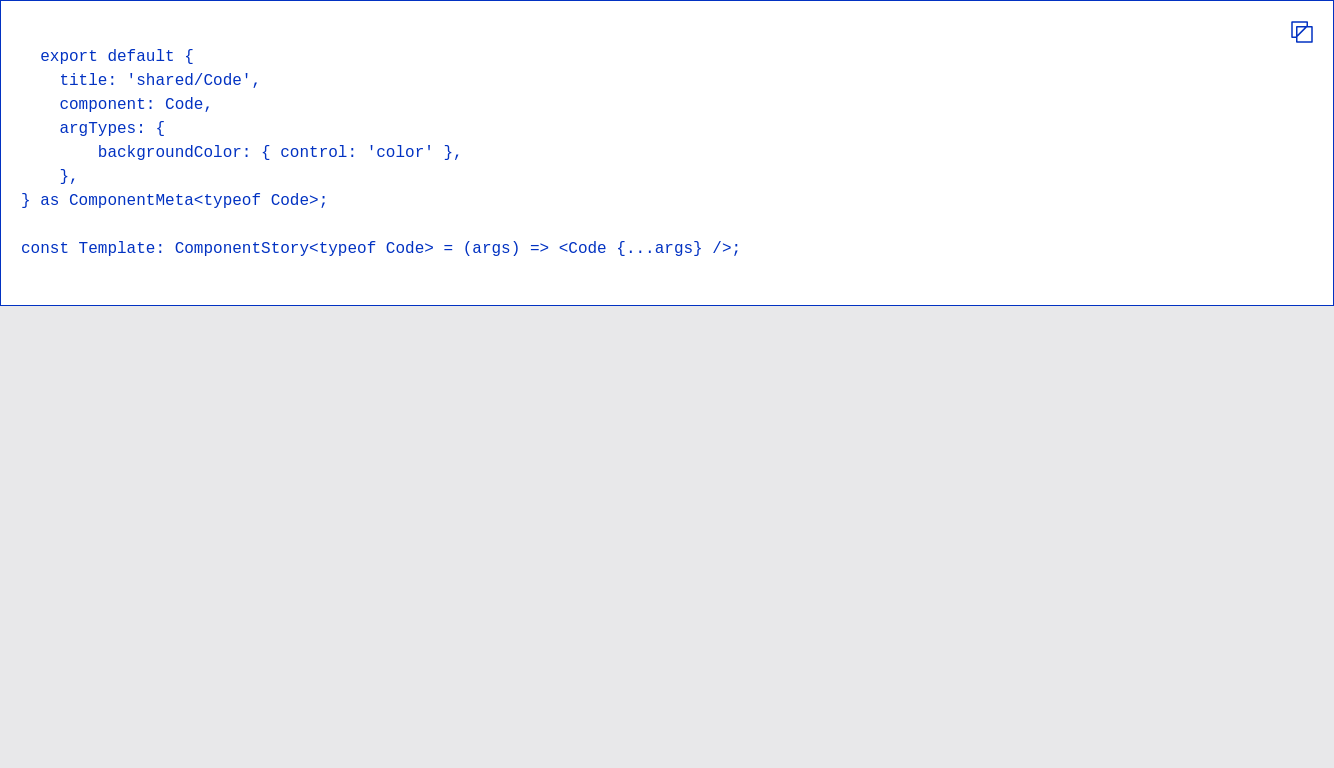 export default {
    title: 'shared/Code',
    component: Code,
    argTypes: {
        backgroundColor: { control: 'color' },
    },
} as ComponentMeta<typeof Code>;

const Template: ComponentStory<typeof Code> = (args) => <Code {...args} />;